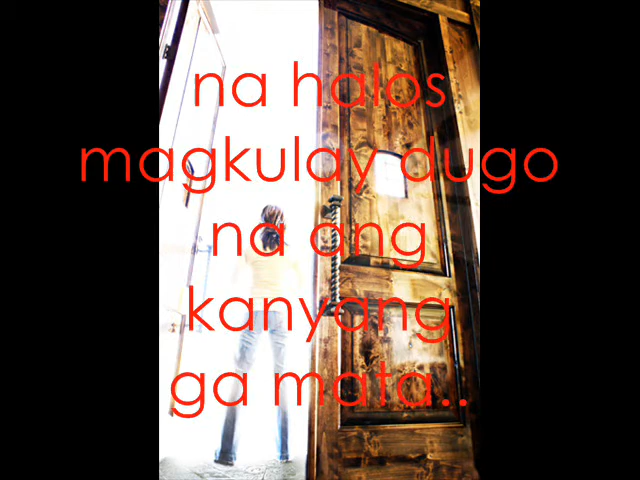 na halos
magkulay dugo
na ang
kanyang
ga mata..